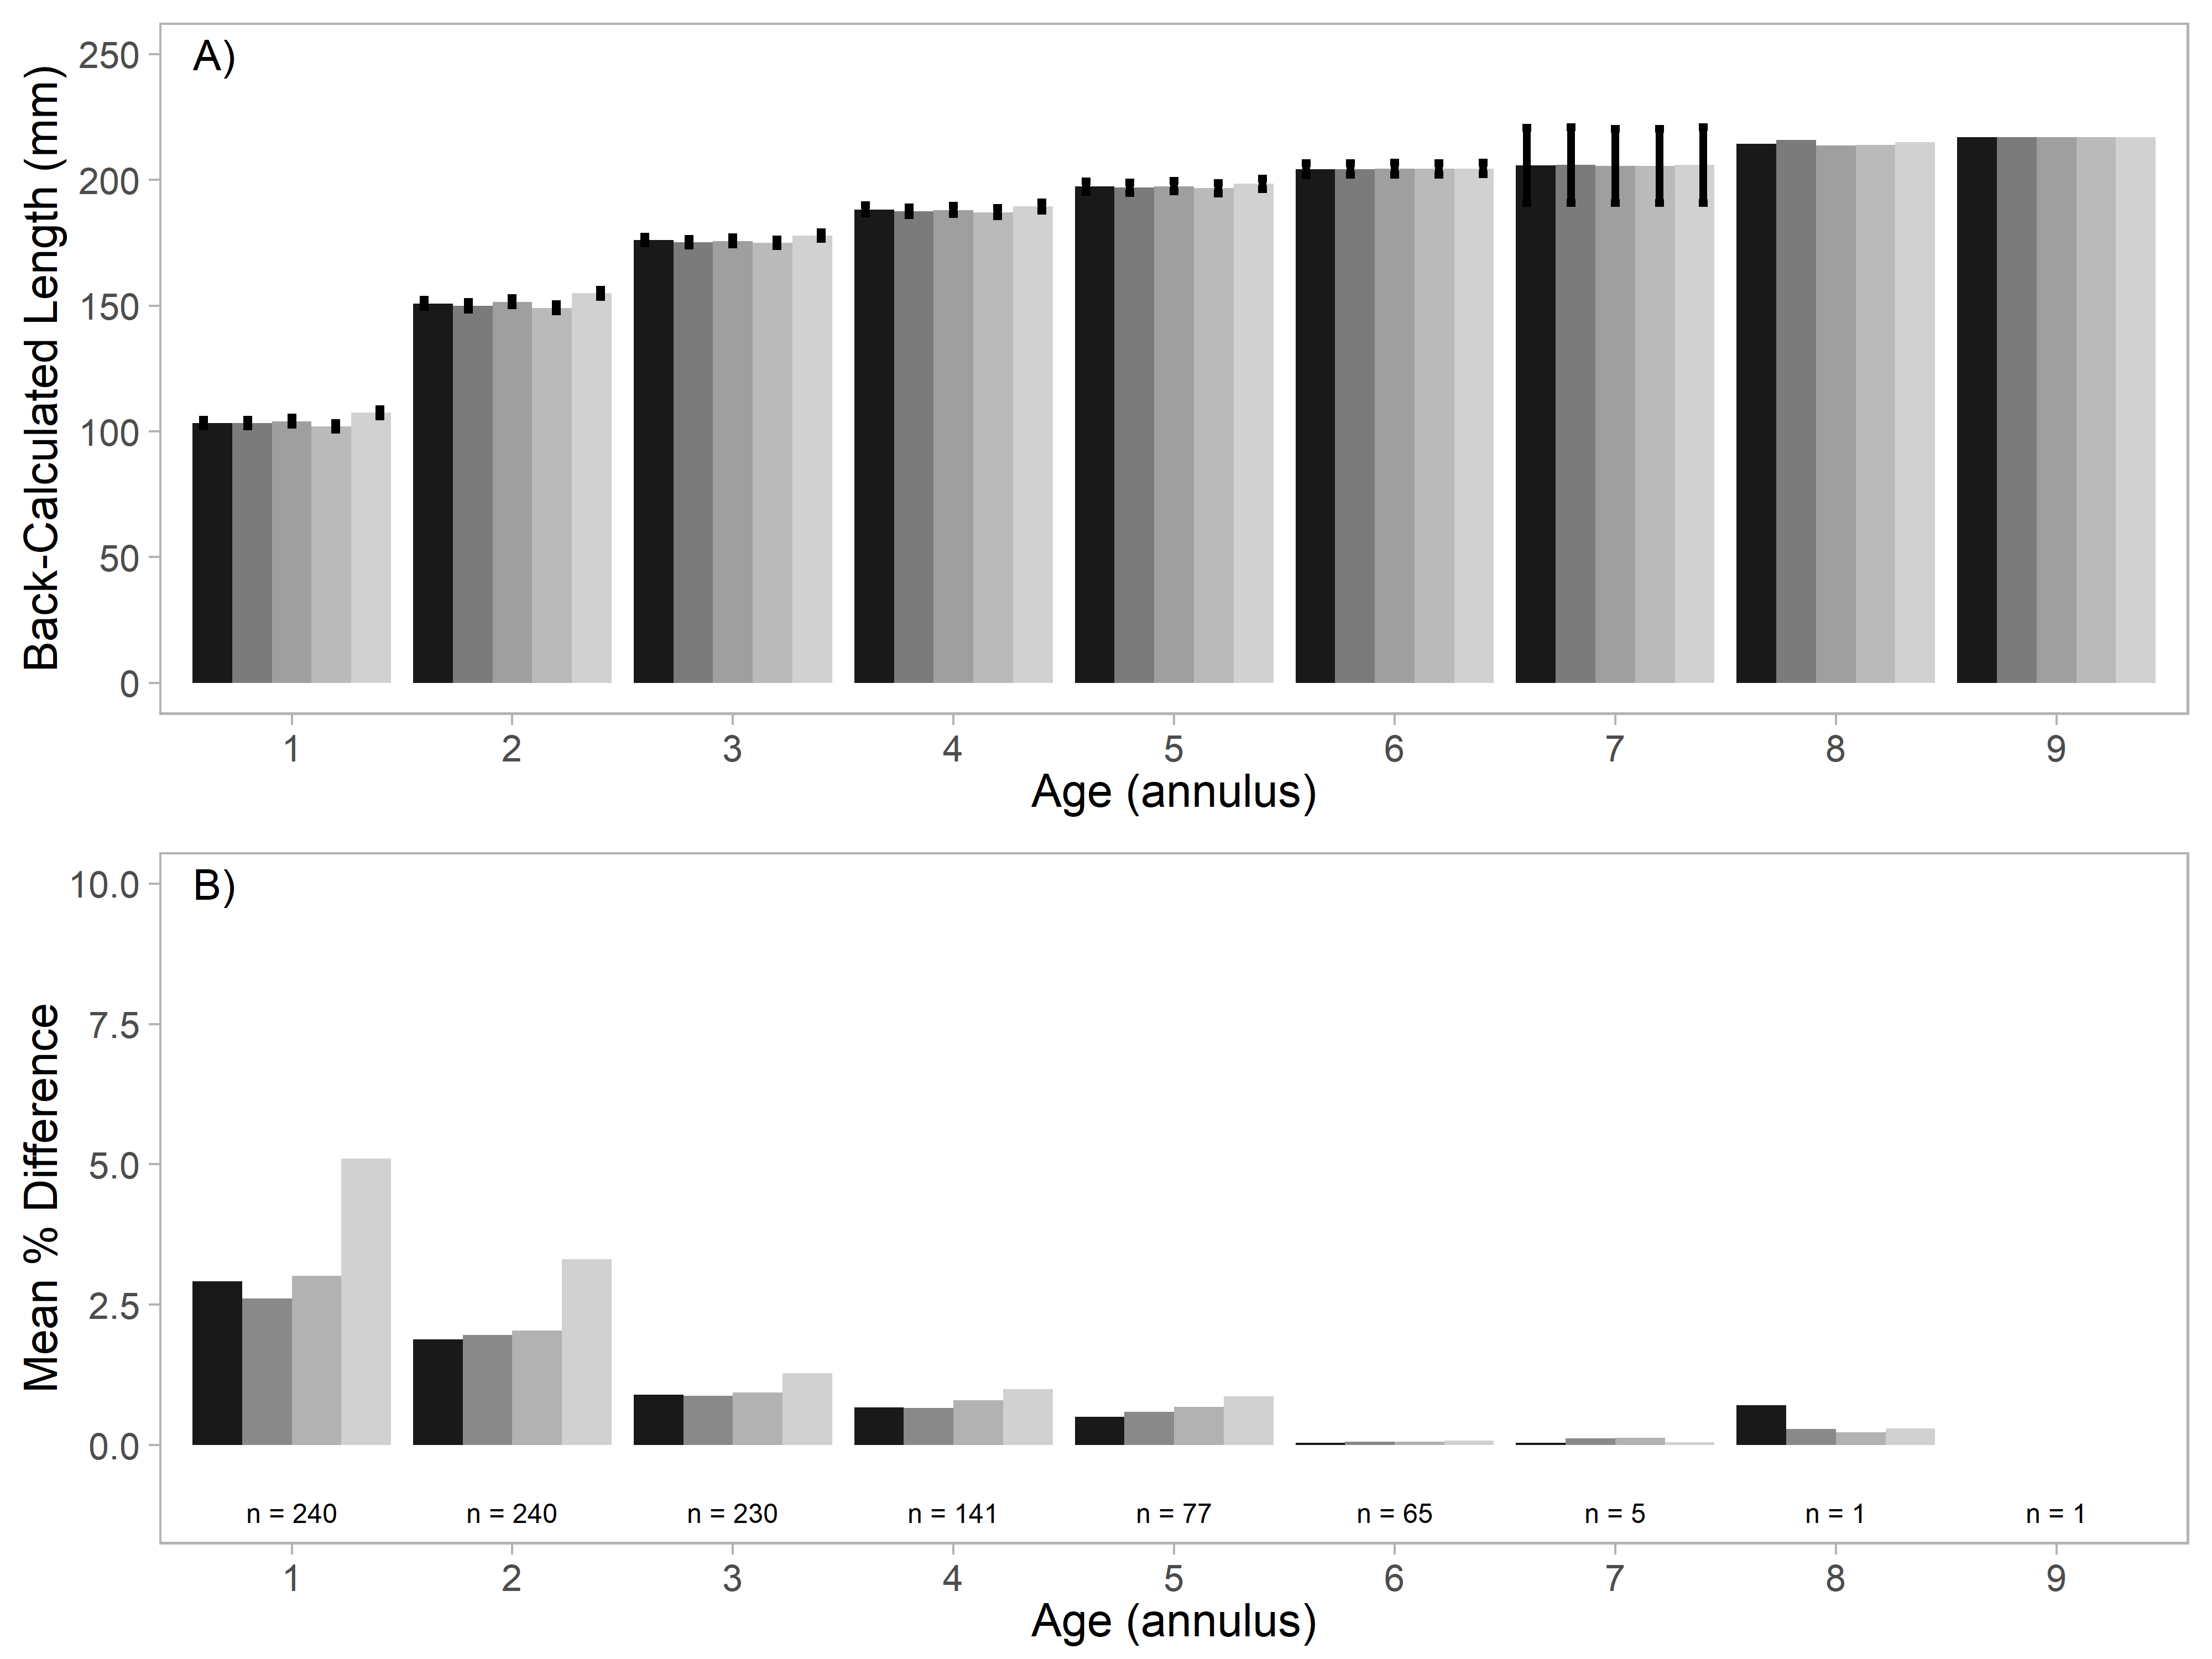 A)
250
200
150
100
50
0
Back-Calculated Length (mm)
1 2 3 4 5 6 7 8 9
Age (annulus)
B)
10.0
7.5
5.0
2.5
0.0
Mean % Difference
n = 240 n = 240 n = 230 n = 141 n = 77 n = 65 n = 5 n = 1 n = 1
1 2 3 4 5 6 7 8 9
Age (annulus)